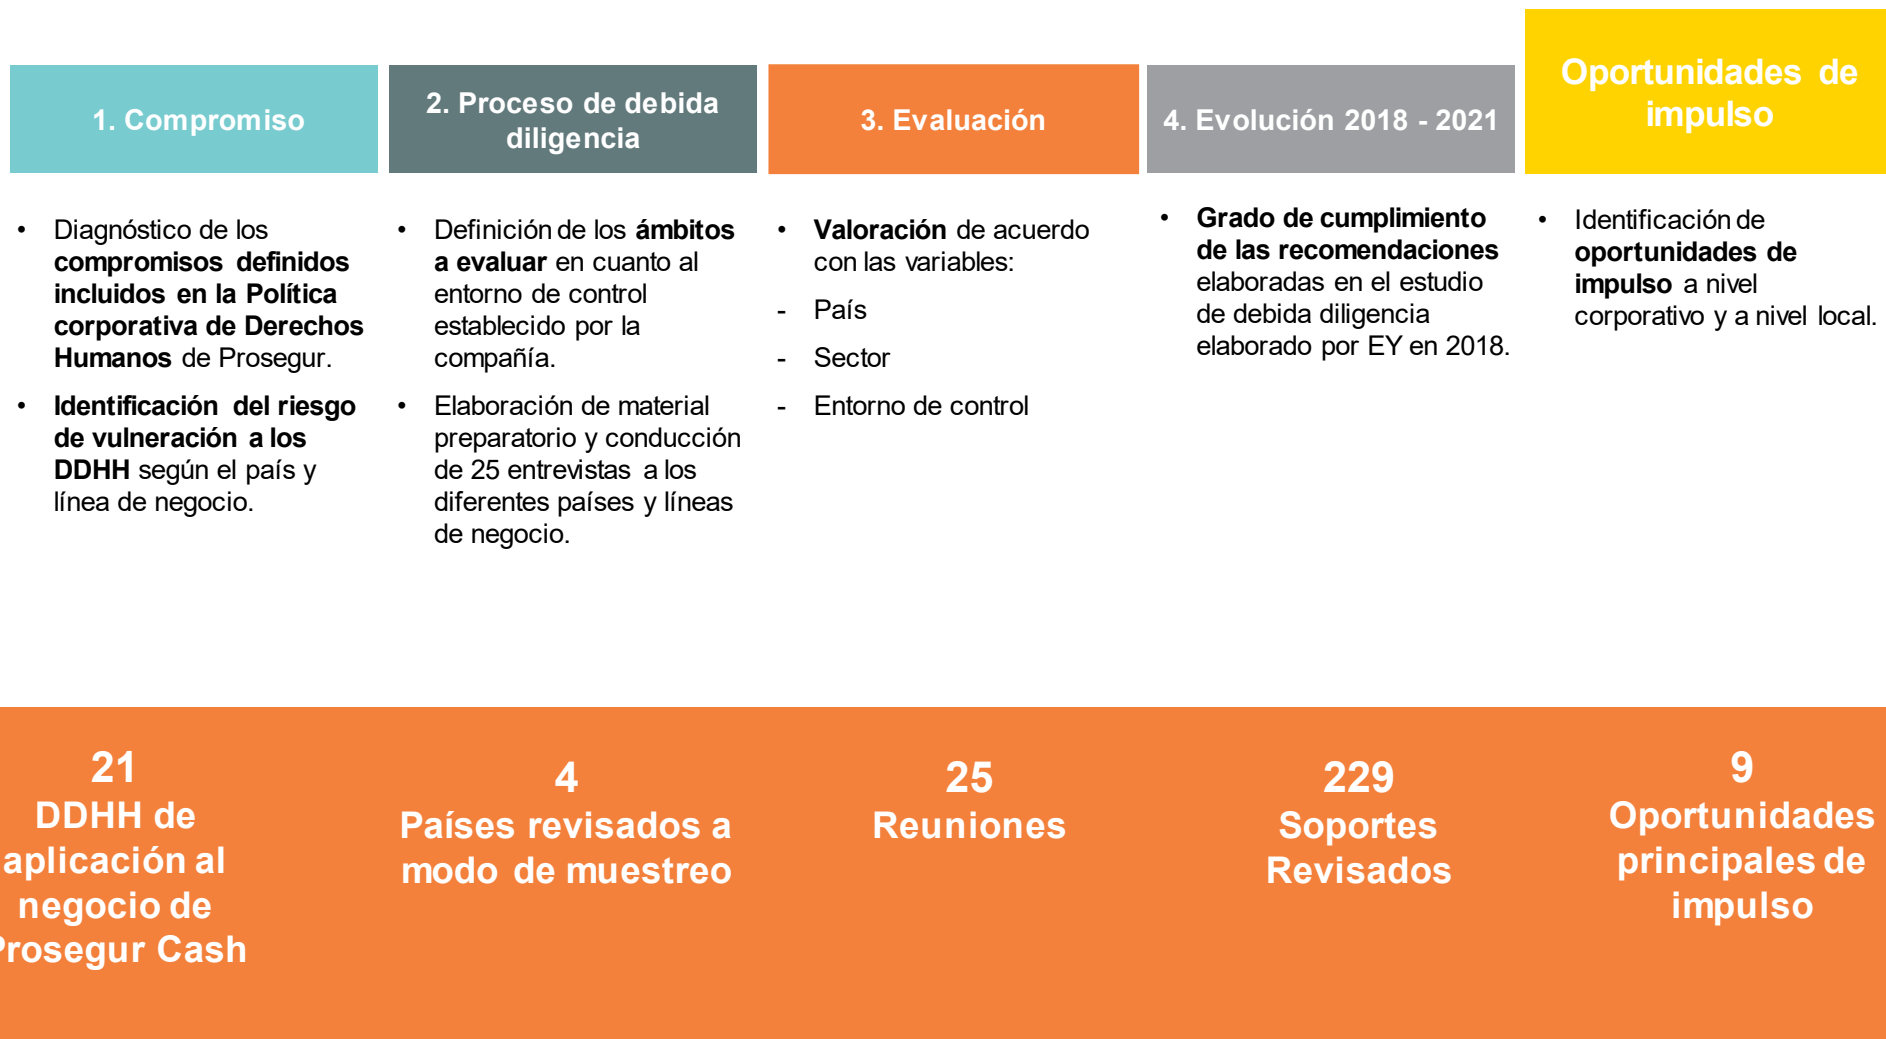 1. Compromiso
2. Proceso de debida
diligencia
3. Evaluación
4. Evolución 2018 - 2021
Oportunidades de
impulso
• Diagnóstico de los
compromisos definidos
incluidos en la Política
corporativa de Derechos
Humanos de Prosegur.
• Identificación del riesgo
de vulneración a los
DDHH según el país y
línea de negocio.
• Definición de los ámbitos
a evaluar en cuanto al
entorno de control
establecido por la
compañía.
• Elaboración de material
preparatorio y conducción
de 25 entrevistas a los
diferentes países y líneas
de negocio.
• Valoración de acuerdo
con las variables:
- País
- Sector
- Entorno de control
• Grado de cumplimiento
de las recomendaciones
elaboradas en el estudio
de debida diligencia
elaborado por EY en 2018.
• Identificación de
oportunidades de
impulso a nivel
corporativo y a nivel local.
21
DDHH de
aplicación al
negocio de
Prosegur Cash
4
Países revisados a
modo de muestreo
25
Reuniones
229
Soportes
Revisados
9
Oportunidades
principales de
impulso